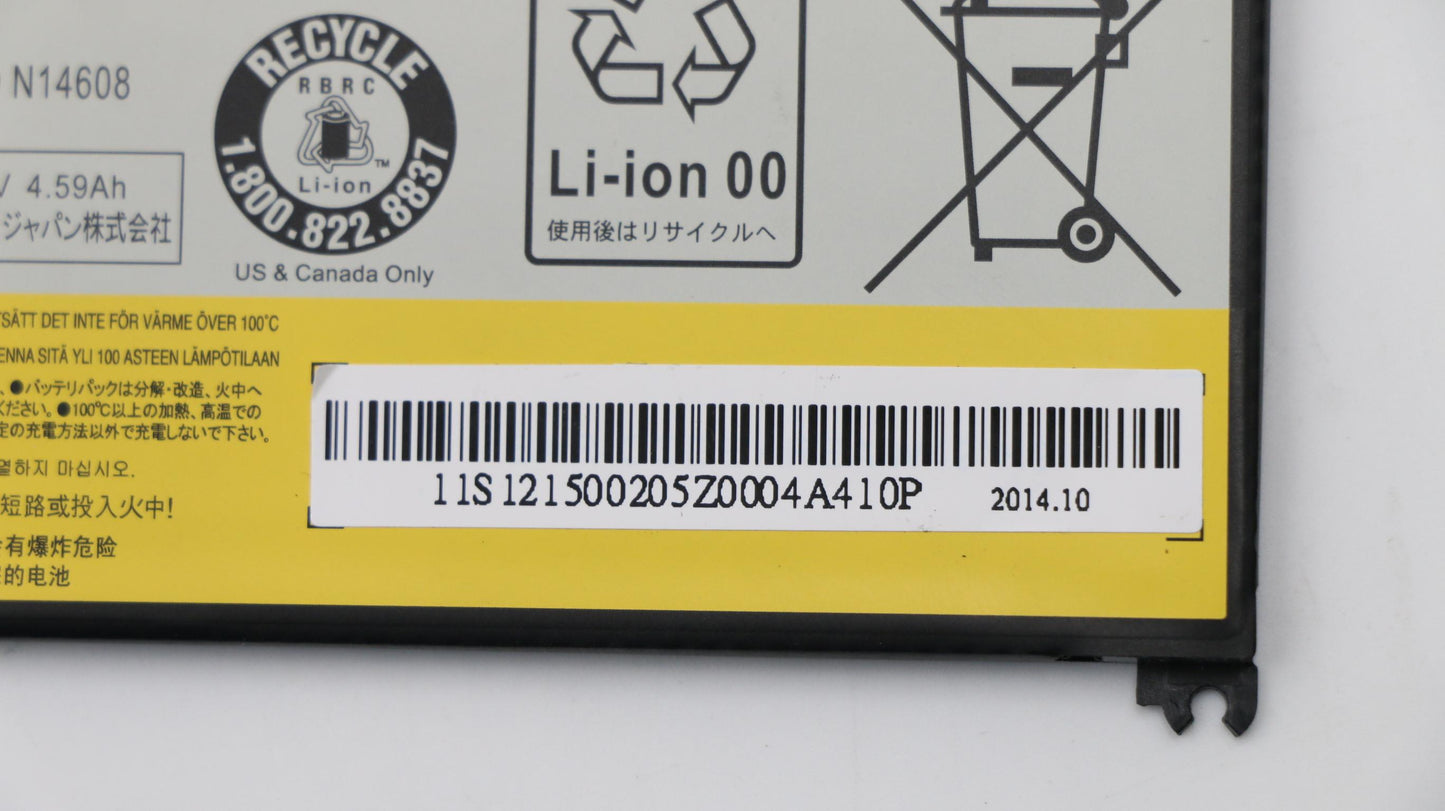 N14608
RECYCLE
RBRC
TM
Li-ion
1.800.822.8837
US & Canada Only
4.59Ah
ジャパン株式会社
Li-ion 00
使用後はリサイクルへ
SÄTT DET INTE FÖR VÄRME ÖVER 100°C
ENNA SITÄ YLI 100 ASTEEN LÄMPÖTILAAN
、●バッテリパックは分解・改造、火中へ
ください。●100℃以上の加熱、高温での
定の充電方法以外で充電しないで下さい。
하지 마십시오.
短路或投入火中!
有爆炸危险
的电池
11S121500205Z0004A410P
2014.10